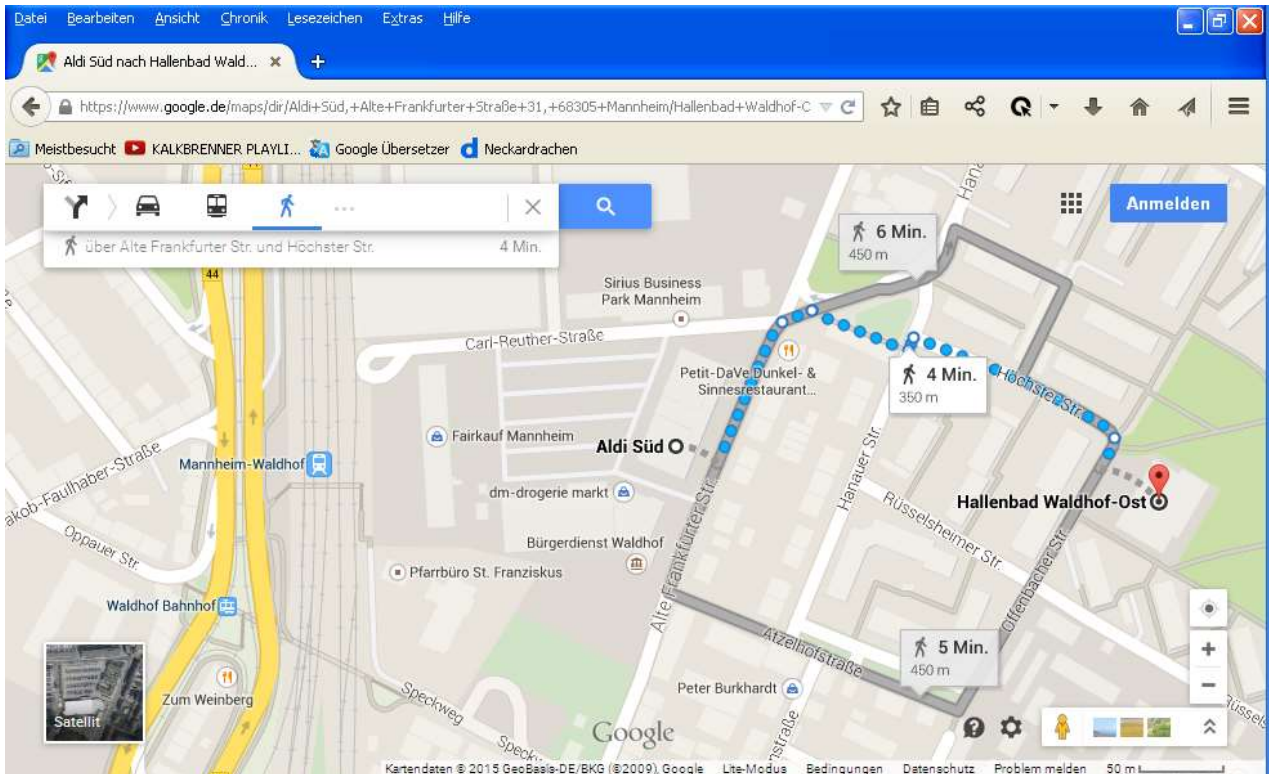 Datei Bearbeiten Ansicht Chronik Lesezeichen Extras Hilfe
Aldi Süd nach Hallenbad Wald...
https://www.google.de/maps/dir/Aldi+Süd,+Alte+Frankfurter+Straße+31,+68305+Mannheim/Hallenbad+Waldhof-O
Meistbesucht KALKBRENNER PLAYLI... Google Übersetzer Neckardrachen
Anmelden
über Alte Frankfurter Str. und Höchster Str. 4 Min.
6 Min.
450 m
44
Sirius Business
Park Mannheim
Carl-Reuther-Straße
Petit-DaVe Dunkel- &
Sinnesrestaurant...
4 Min.
350 m
Höchster Str.
Fairkauf Mannheim
Aldi Süd
Hanauer Str.
Jakob-Faulhaber-Straße
Mannheim-Waldhof
dm-drogerie markt
Alte Frankfurter Str.
Rüsselsheimer Str.
Hallenbad Waldhof-Ost
Oppauer Str.
Bürgerdienst Waldhof
Pfarrbüro St. Franziskus
Offenbacher Str.
Waldhof Bahnhof
Atzelhofstraße
5 Min.
450 m
Zum Weinberg
Speckweg
Peter Burkhardt
Satellit
Google
Kartendaten © 2015 GeoBasis-DE/BKG (©2009), Google Lite-Modus Bedingungen Datenschutz Problem melden 50 m